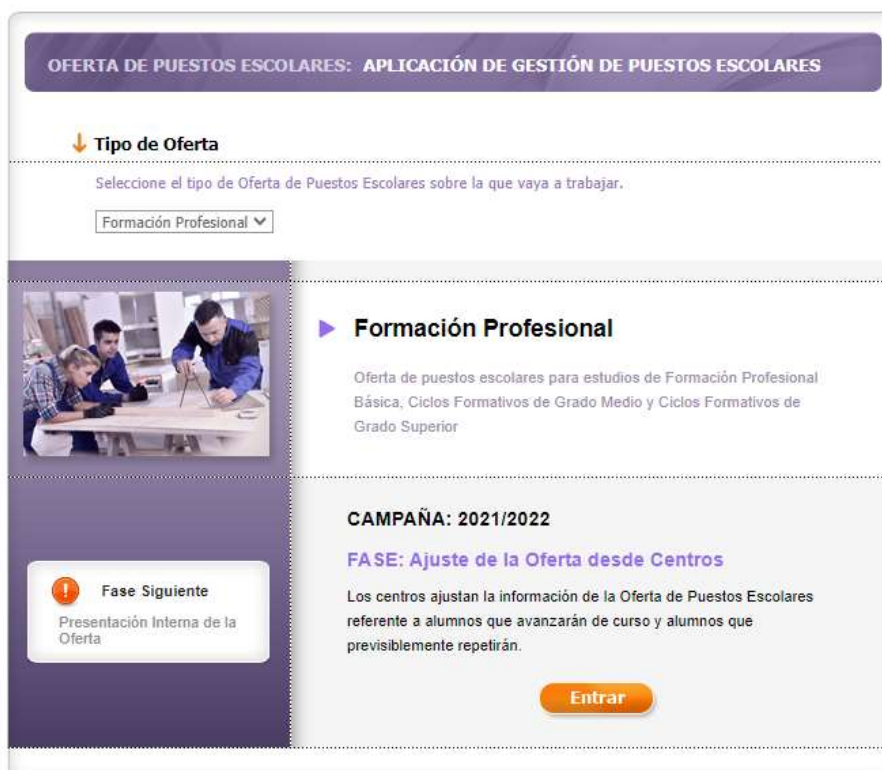 OFERTA DE PUESTOS ESCOLARES: APLICACIÓN DE GESTIÓN DE PUESTOS ESCOLARES
Tipo de Oferta
Seleccione el tipo de Oferta de Puestos Escolares sobre la que vaya a trabajar.
Formación Profesional
Formación Profesional
Oferta de puestos escolares para estudios de Formación Profesional
Básica, Ciclos Formativos de Grado Medio y Ciclos Formativos de
Grado Superior
CAMPAÑA: 2021/2022
FASE: Ajuste de la Oferta desde Centros
Fase Siguiente
Presentación Interna de la
Oferta
Los centros ajustan la información de la Oferta de Puestos Escolares
referente a alumnos que avanzarán de curso y alumnos que
previsiblemente repetirán.
Entrar